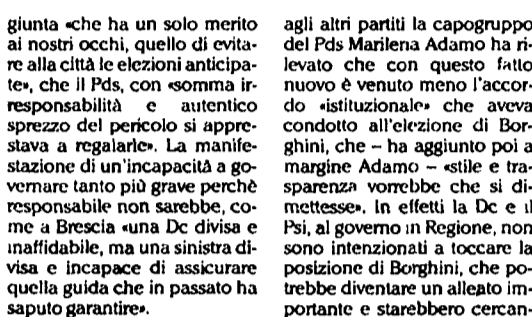 giunta «che ha un solo merito
ai nostri occhi, quello di evita-
re alla città le elezioni anticipa-
te», che il Pds, con «somma ir-
responsabilità e autentico
sprezzo del pericolo si appre-
stava a regalarle». La manife-
stazione di un'incapacità a go-
vernare tanto più grave perchè
responsabile non sarebbe, co-
me a Brescia «una Dc divisa e
inaffidabile, ma una sinistra di-
visa e incapace di assicurare
quella guida che in passato ha
saputo garantire».
agli altri partiti la capogruppo
del Pds Marilena Adamo ha ri-
levato che con questo fatto
nuovo è venuto meno l'accor-
do «istituzionale» che aveva
condotto all'elezione di Bor-
ghini, che – ha aggiunto poi a
margine Adamo – «stile e tra-
sparenza vorrebbe che si di-
mettesse». In effetti la Dc e il
Psi, al governo in Regione, non
sono intenzionati a toccare la
posizione di Borghini, che po-
trebbe diventare un alleato im-
portante e starebbero cercan-